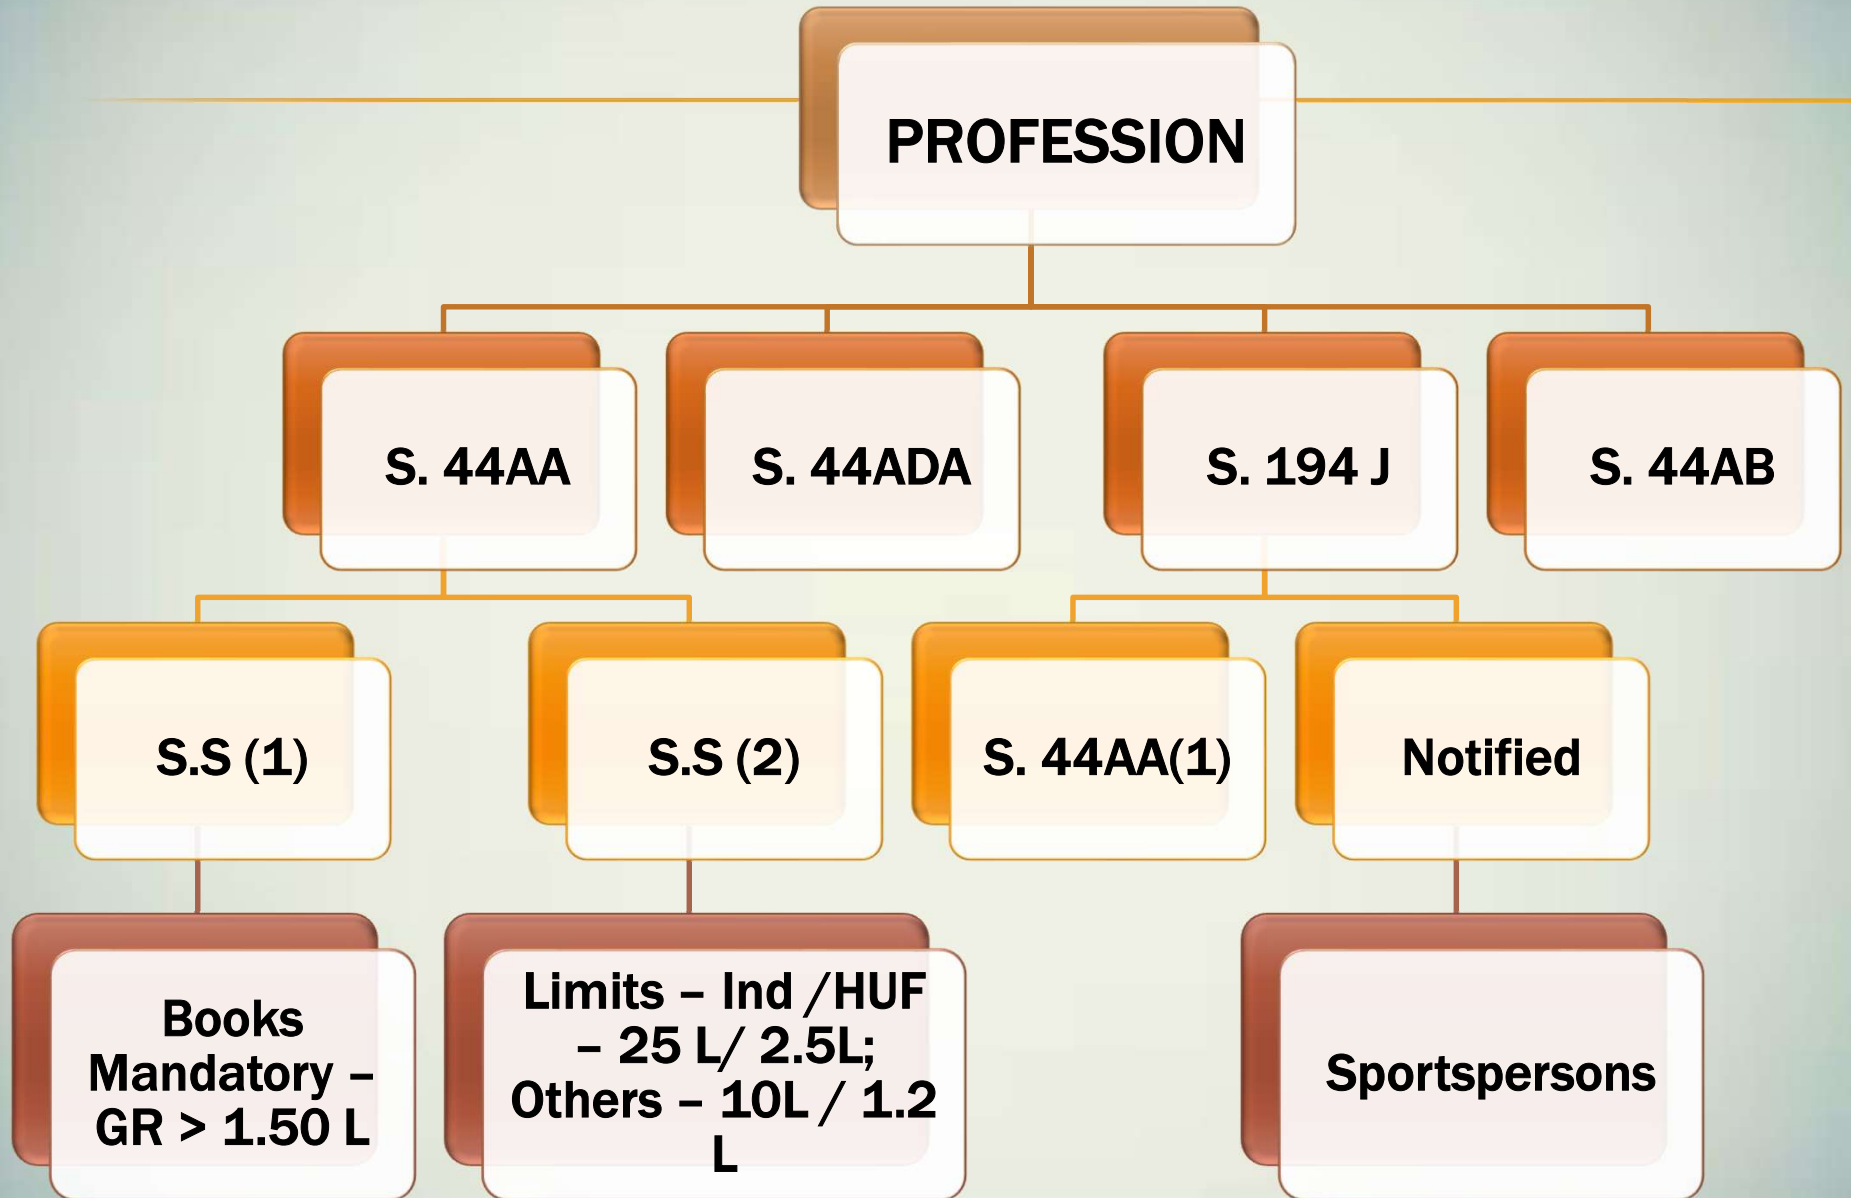 PROFESSION
S. 44AA
S. 44ADA
S. 194 J
S. 44AB
S.S (1)
S.S (2)
S. 44AA(1)
Notified
Books
Mandatory –
GR > 1.50 L
Limits – Ind /HUF
– 25 L/ 2.5L;
Others – 10L / 1.2
L
Sportspersons